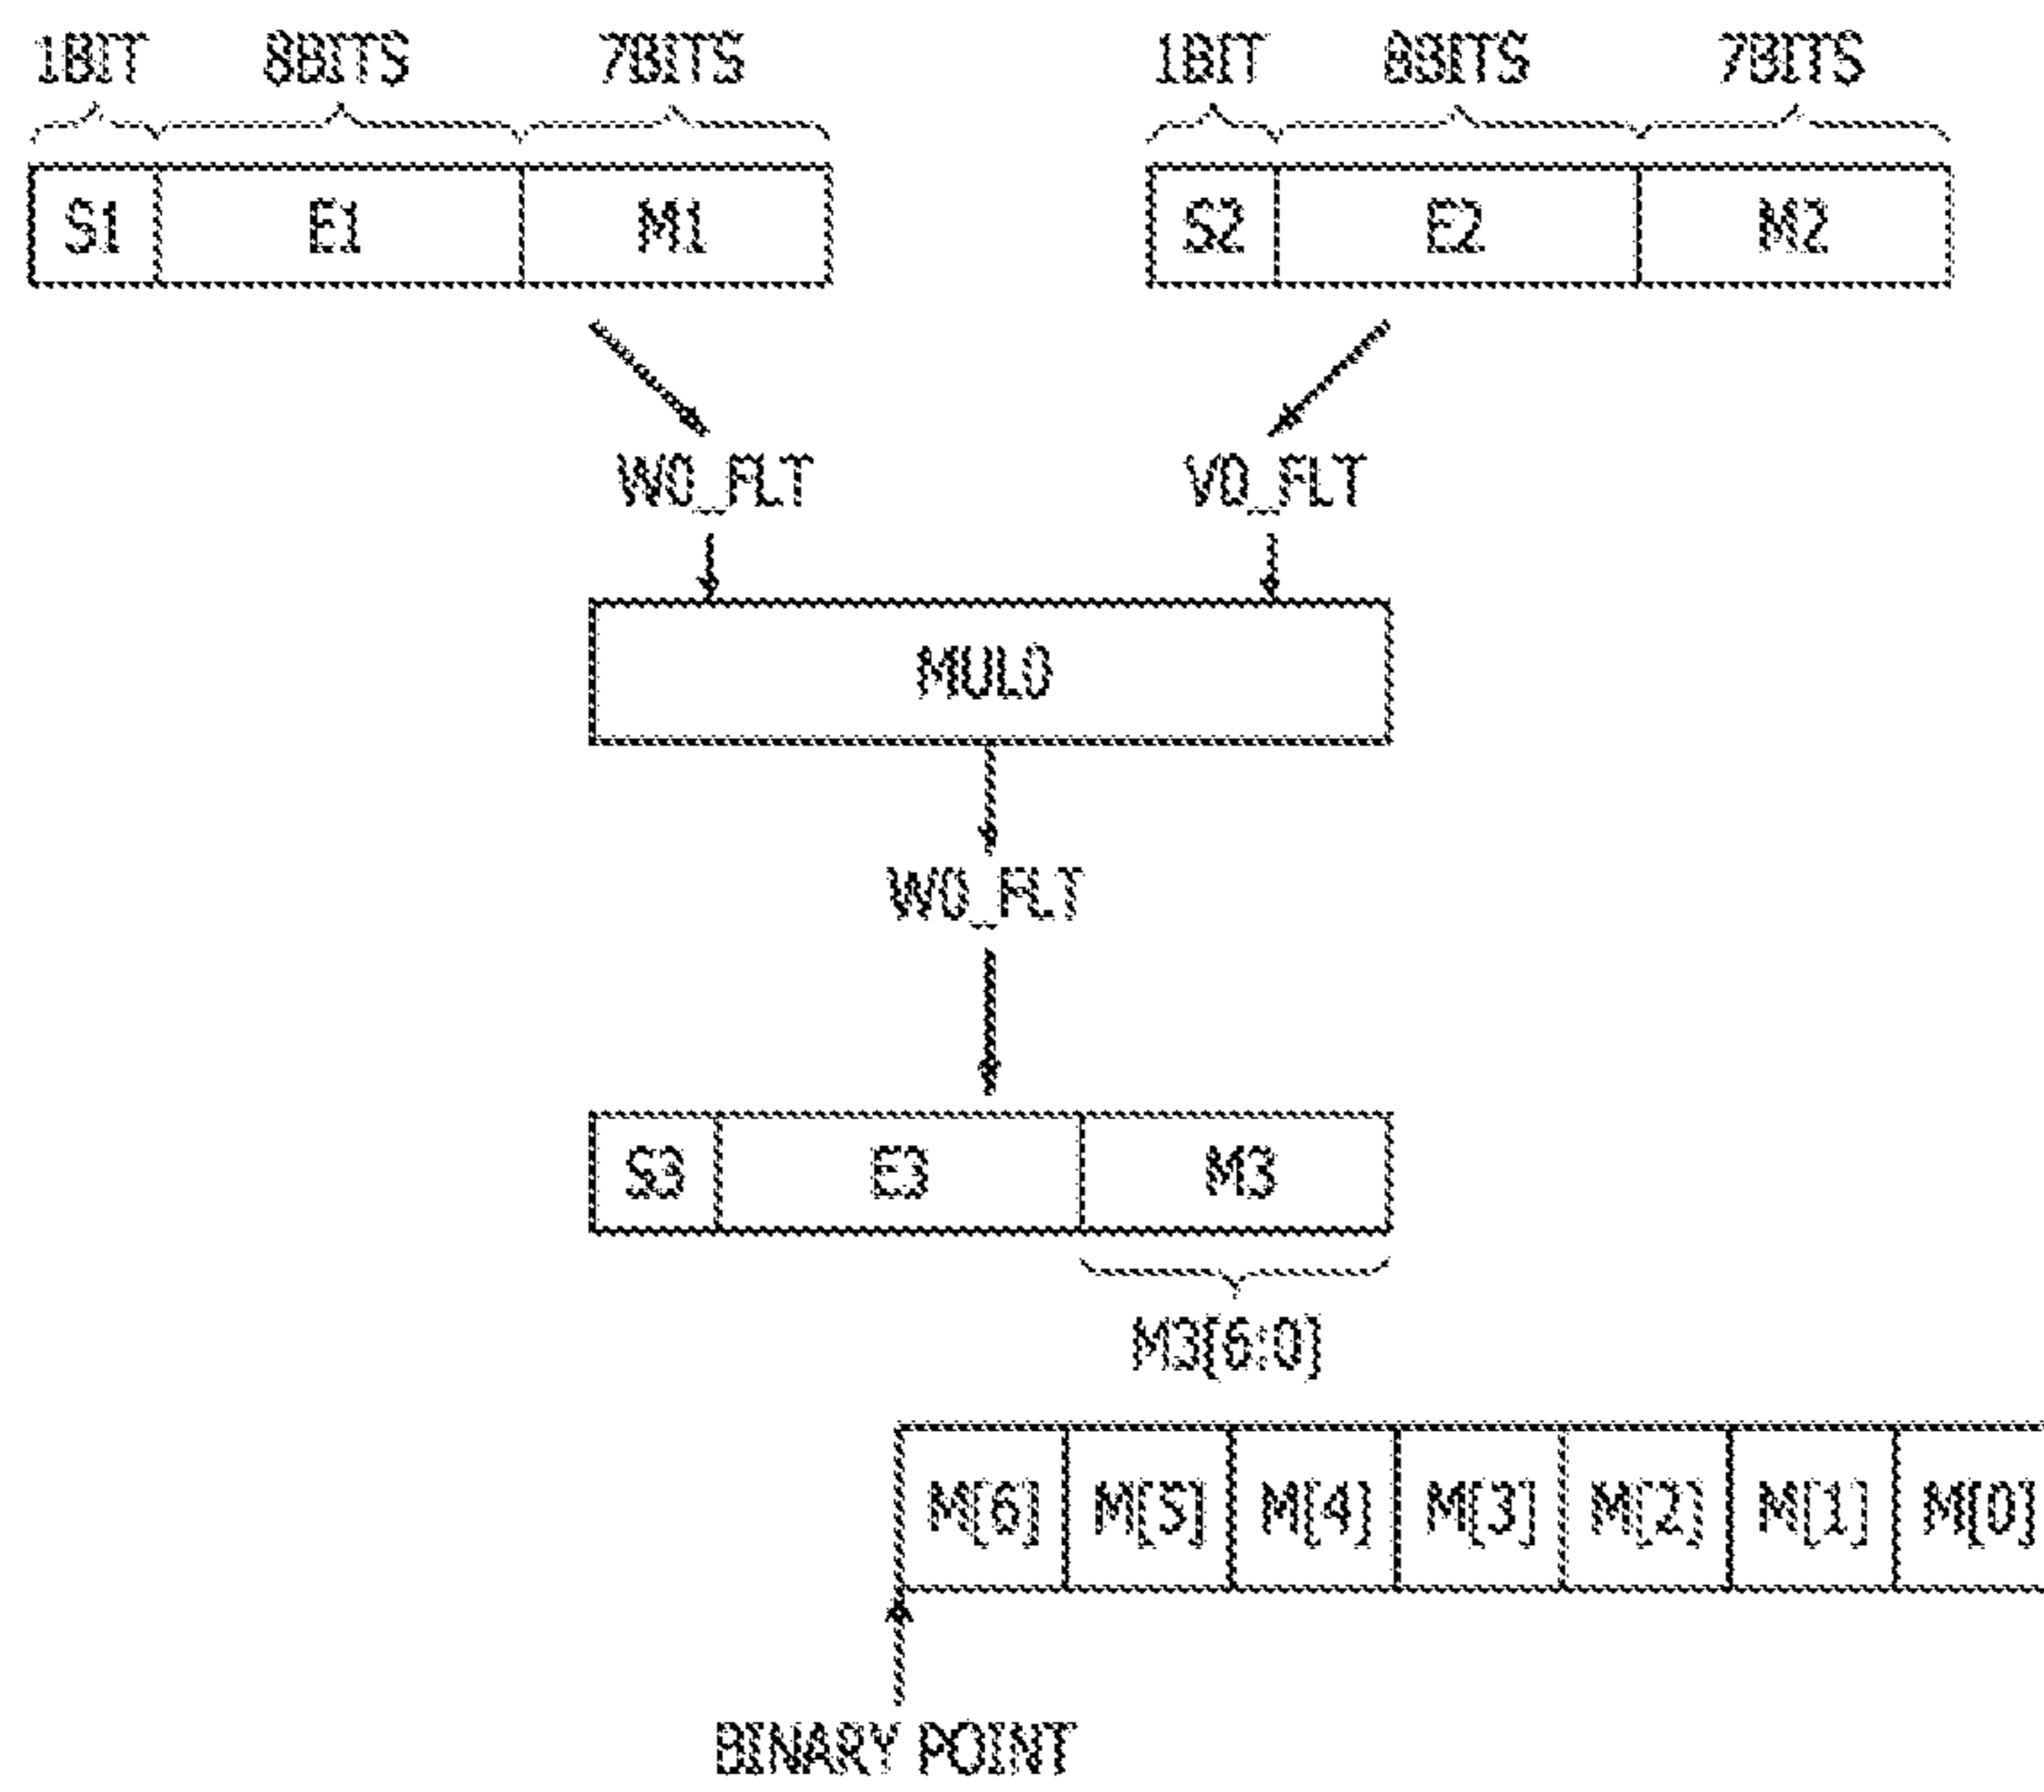 1BIT 8BITS 7BITS 1BIT 8BITS 7BITS
S1 E1 M1 S2 E2 M2
W0_FLT V0_FLT
MUL0
W0_FLT
S3 E3 M3
M3[6:0]
M[6] M[5] M[4] M[3] M[2] M[1] M[0]
BINARY POINT